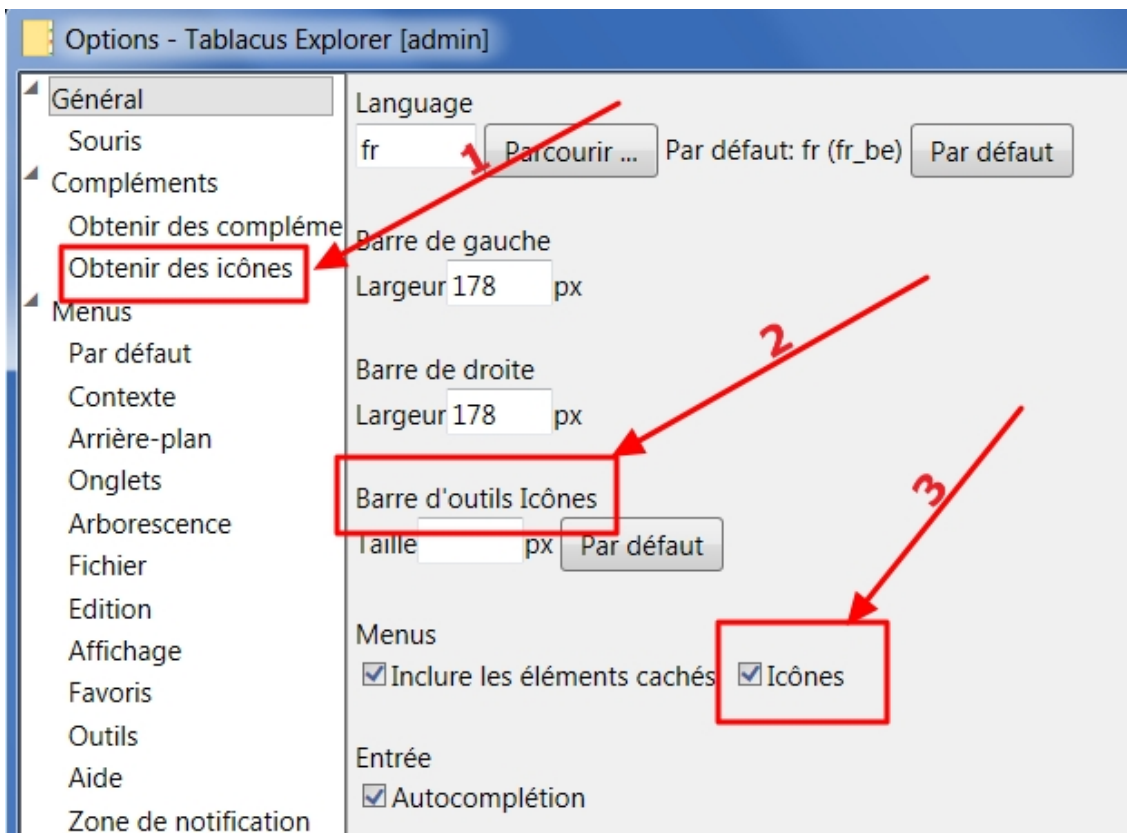 Options - Tablacus Explorer [admin]
Général
Souris
Compléments
Obtenir des compléme
Obtenir des icônes
Menus
Par défaut
Contexte
Arrière-plan
Onglets
Arborescence
Fichier
Edition
Affichage
Favoris
Outils
Aide
Zone de notification
Language
fr Parcourir ... Par défaut: fr (fr_be) Par défaut
Barre de gauche
Largeur 178 px
Barre de droite
Largeur 178 px
Barre d'outils Icônes
Taille px Par défaut
Menus
Inclure les éléments cachés Icônes
Entrée
Autocomplétion
1
2
3